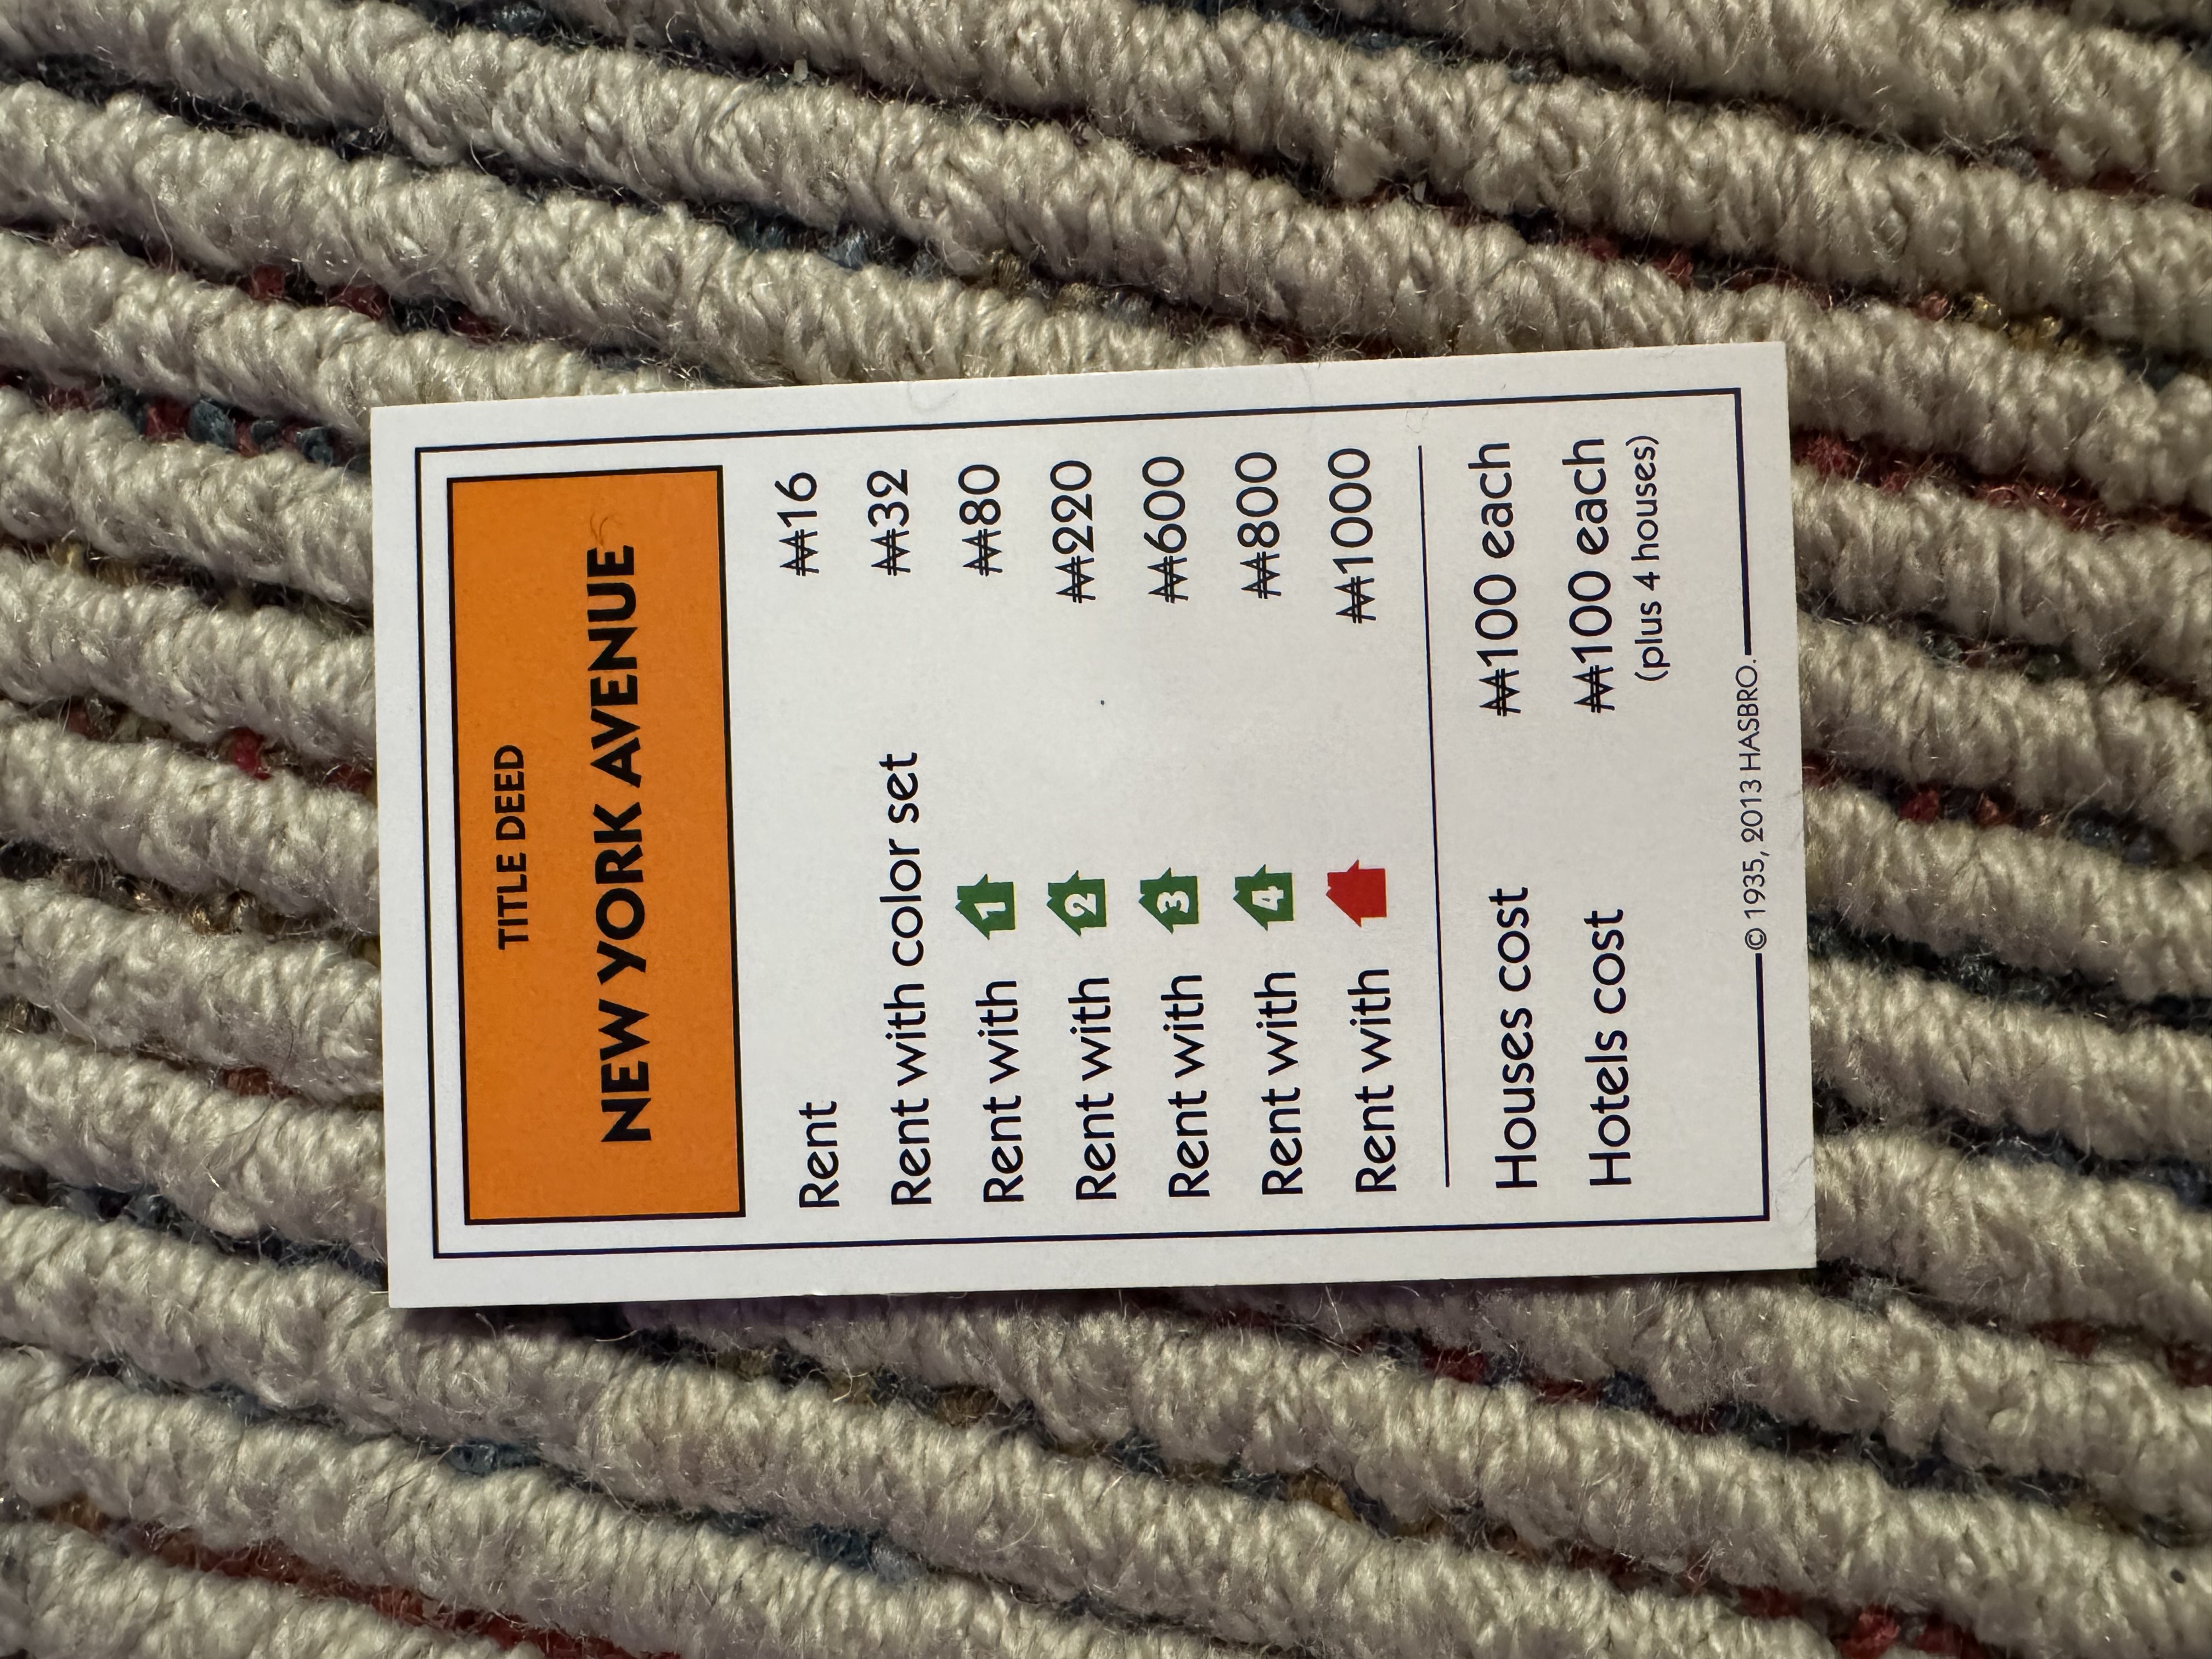 TITLE DEED
NEW YORK AVENUE
Rent ₩16
Rent with color set ₩32
Rent with 1 ₩80
Rent with 2 ₩220
Rent with 3 ₩600
Rent with 4 ₩800
Rent with ₩1000
Houses cost ₩100 each
Hotels cost ₩100 each
(plus 4 houses)
© 1935, 2013 HASBRO.